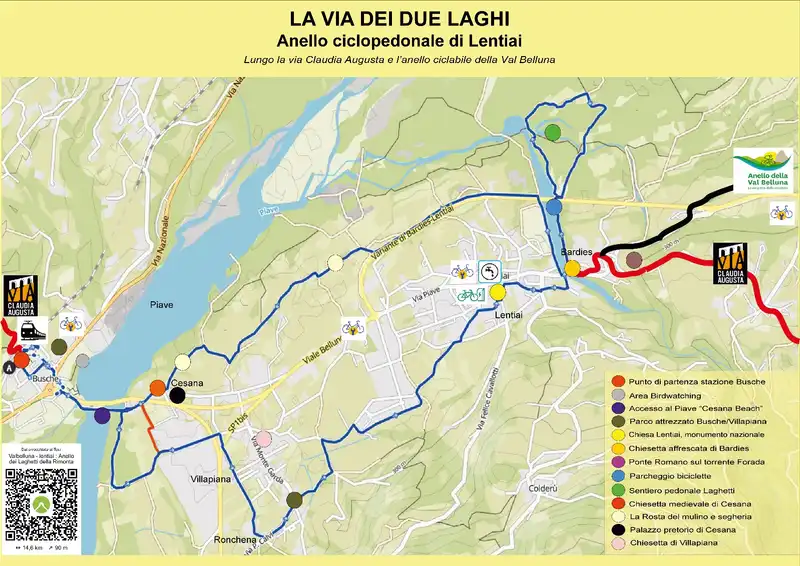 LA VIA DEI DUE LAGHI
Anello ciclopedonale di Lentiai
Lungo la via Claudia Augusta e l'anello ciclabile della Val Belluna
Via Nazionale
Anello della
Val Belluna
Piave
Variante di Bardies Lentiai
Via Nazionale
Bardies
300 m
VIA
CLAUDIA
AUGUSTA
VIA
CLAUDIA
AUGUSTA
Piave
Via Piave
Lentiai
Viale Belluno
A
Busche
Cesana
Punto di partenza stazione Busche
Area Birdwatching
Accesso al Piave "Cesana Beach"
Parco attrezzato Busche/Villapiana
Chiesa Lentiai, monumento nazionale
Chiesetta affrescata di Bardies
Ponte Romano sul torrente Forada
Parcheggio biciclette
Sentiero pedonale Laghetti
Chiesetta medievale di Cesana
La Rosta del mulino e segheria
Palazzo pretorio di Cesana
Chiesetta di Villapiana
SP1bis
Via Felice Cavallotti
Via Monte Garda
Villapiana
300 m
Colderù
Ronchena
Valbelluna - lentiai : Anello
dei Laghetti della Rimonta
14,6 km
90 m